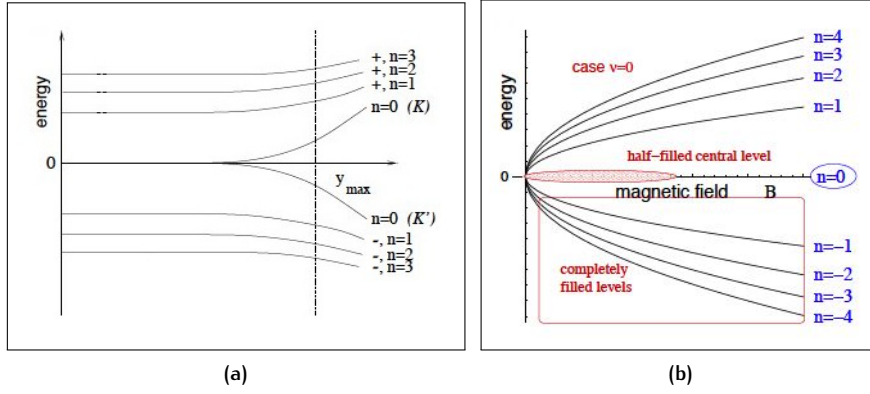 energy
0
+, n=3
+, n=2
+, n=1
n=0 (K)
y max
n=0 (K')
-, n=1
-, n=2
-, n=3
(a)
energy
0
case ν=0
n=4
n=3
n=2
n=1
half-filled central level
n=0
magnetic field B
completely
filled levels
n=-1
n=-2
n=-3
n=-4
(b)